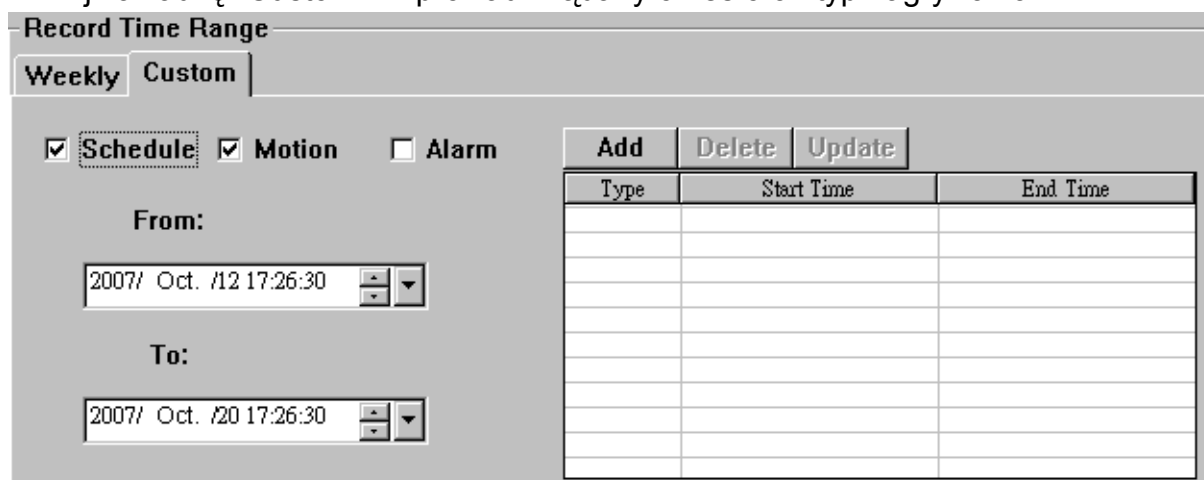 Record Time Range
Weekly Custom
Schedule Motion Alarm Add Delete Update
Type Start Time End Time
From:
2007/ Oct. /12 17:26:30
To:
2007/ Oct. /20 17:26:30